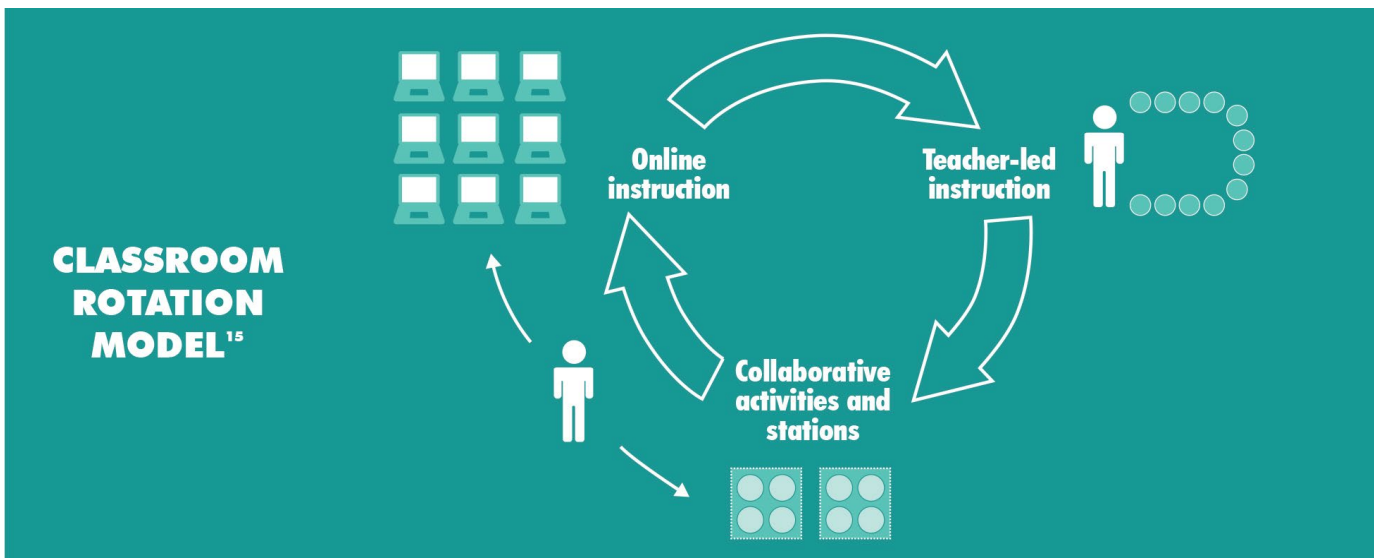 CLASSROOM
ROTATION
MODEL¹⁵
Online
instruction
Teacher-led
instruction
Collaborative
activities and
stations